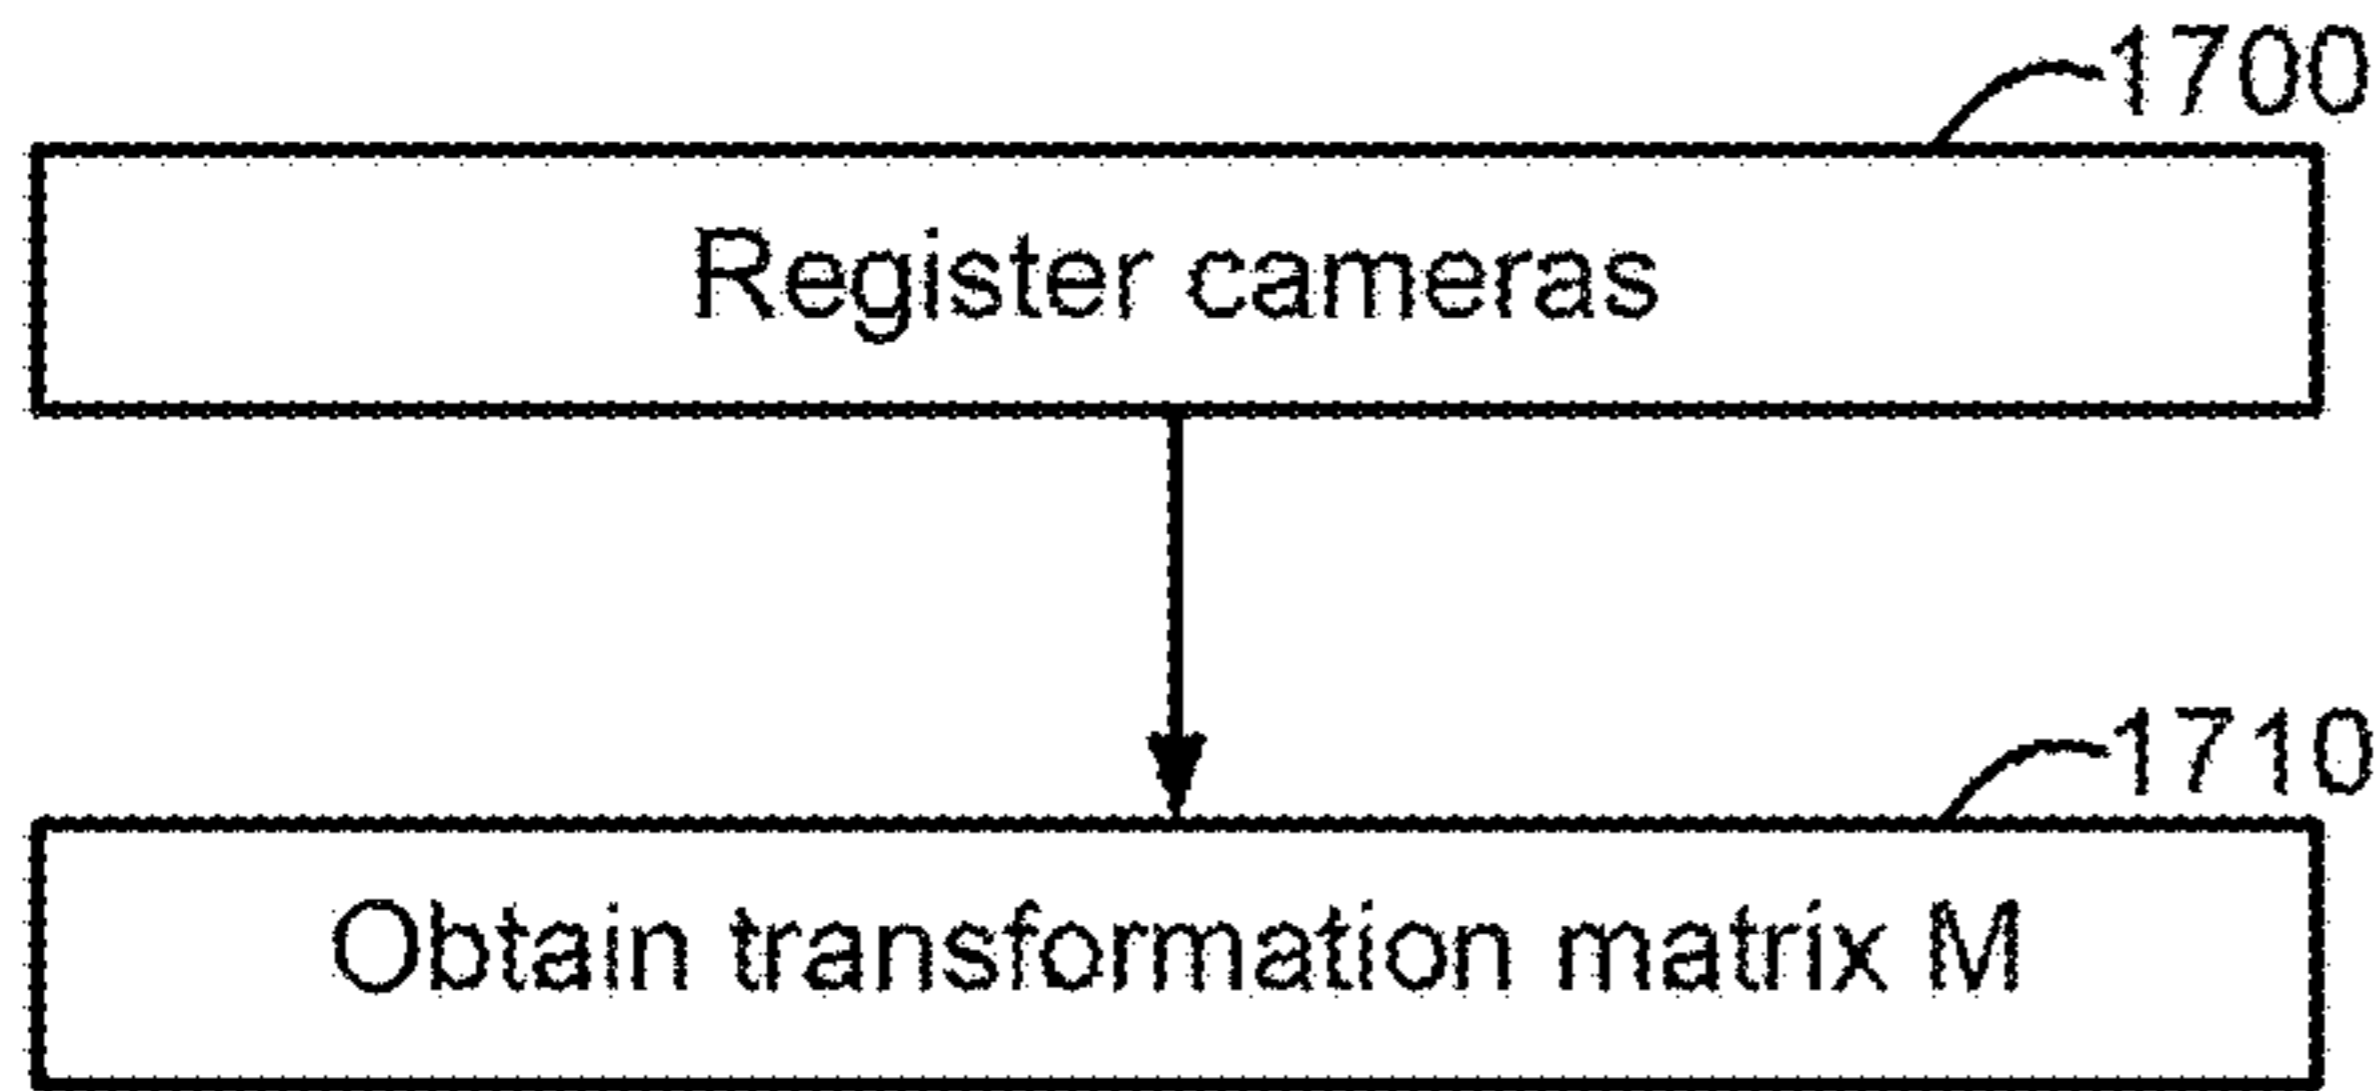 1700
Register cameras
1710
Obtain transformation matrix M